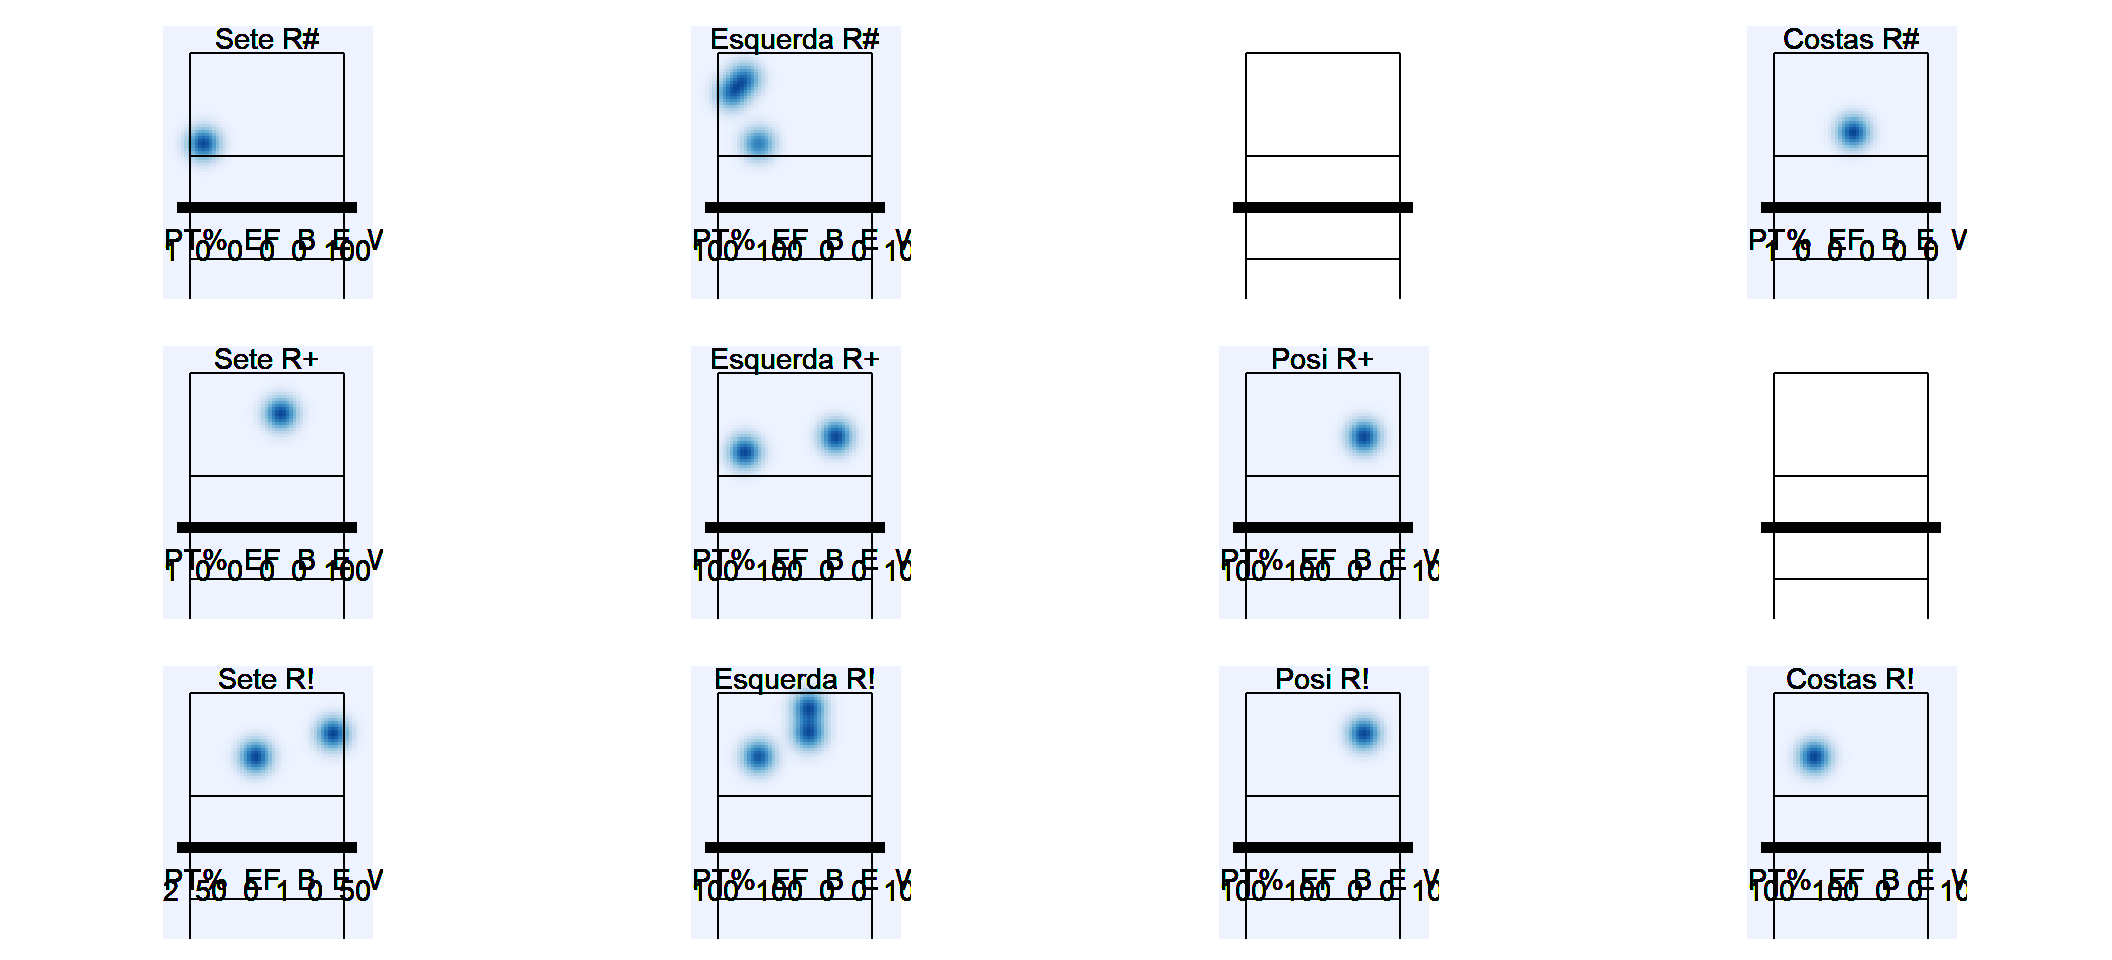 Sete R#
Esquerda R#
Costas R#
PT% EF B E V
1 0 0 0 0 100
PT% EF B E V
100 100 0 0 10
PT% EF B E V
1 0 0 0 0 0
Sete R+
Esquerda R+
Posi R+
PT% EF B E V
1 0 0 0 0 100
PT% EF B E V
100 100 0 0 10
PT% EF B E V
100 100 0 0 10
Sete R!
Esquerda R!
Posi R!
Costas R!
PT% EF B E V
2 50 0 1 0 50
PT% EF B E V
100 100 0 0 10
PT% EF B E V
100 100 0 0 10
PT% EF B E V
100 100 0 0 10